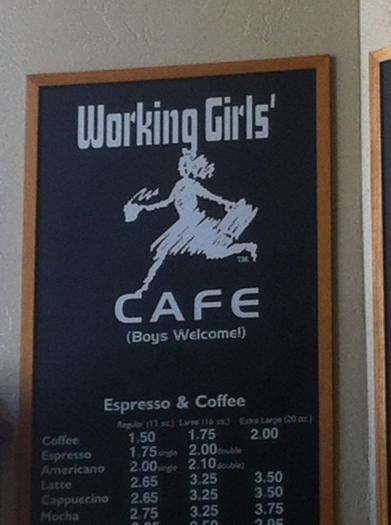 Working Girls'
TM
CAFE
(Boys Welcome!)
Espresso & Coffee
Regular (12 oz.) Large (16 oz.) Extra Large (20 oz.)
Coffee 1.50 1.75 2.00
Espresso 1.75 single 2.00 double
Americano 2.00 single 2.10 double)
Latte 2.65 3.25 3.50
Cappuccino 2.65 3.25 3.50
Mocha 2.75 3.25 3.75